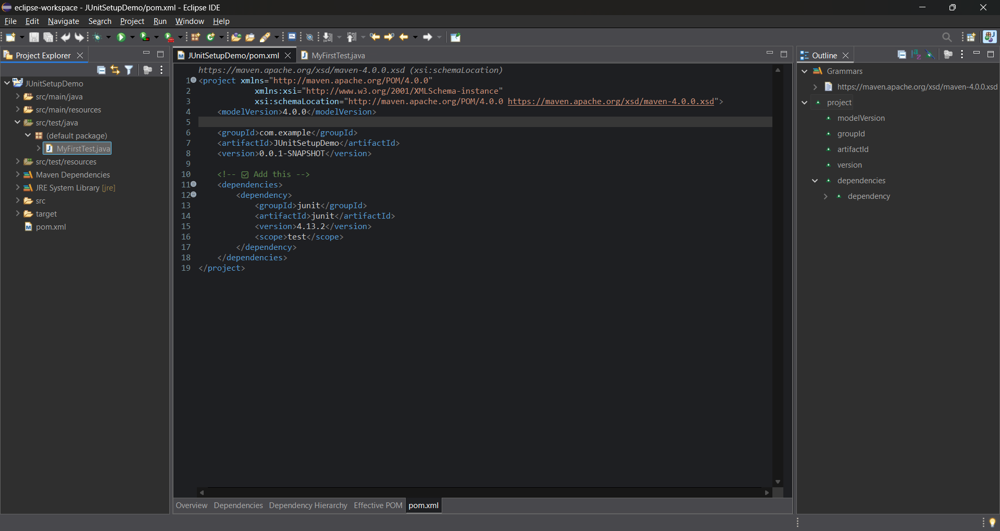 eclipse-workspace - JUnitSetupDemo/pom.xml - Eclipse IDE
File Edit Navigate Search Project Run Window Help
Project Explorer
JUnitSetupDemo
src/main/java
src/main/resources
src/test/java
(default package)
MyFirstTest.java
src/test/resources
Maven Dependencies
JRE System Library [jre]
src
target
pom.xml
JUnitSetupDemo/pom.xml MyFirstTest.java
https://maven.apache.org/xsd/maven-4.0.0.xsd (xsi:schemaLocation)
1 <project xmlns="http://maven.apache.org/POM/4.0.0"
2 xmlns:xsi="http://www.w3.org/2001/XMLSchema-instance"
3 xsi:schemaLocation="http://maven.apache.org/POM/4.0.0 https://maven.apache.org/xsd/maven-4.0.0.xsd">
4 <modelVersion>4.0.0</modelVersion>
5
6 <groupId>com.example</groupId>
7 <artifactId>JUnitSetupDemo</artifactId>
8 <version>0.0.1-SNAPSHOT</version>
9
10 <!-- ☑ Add this -->
11 <dependencies>
12 <dependency>
13 <groupId>junit</groupId>
14 <artifactId>junit</artifactId>
15 <version>4.13.2</version>
16 <scope>test</scope>
17 </dependency>
18 </dependencies>
19 </project>
Overview Dependencies Dependency Hierarchy Effective POM pom.xml
Outline
Grammars
https://maven.apache.org/xsd/maven-4.0.0.xsd
project
modelVersion
groupId
artifactId
version
dependencies
dependency